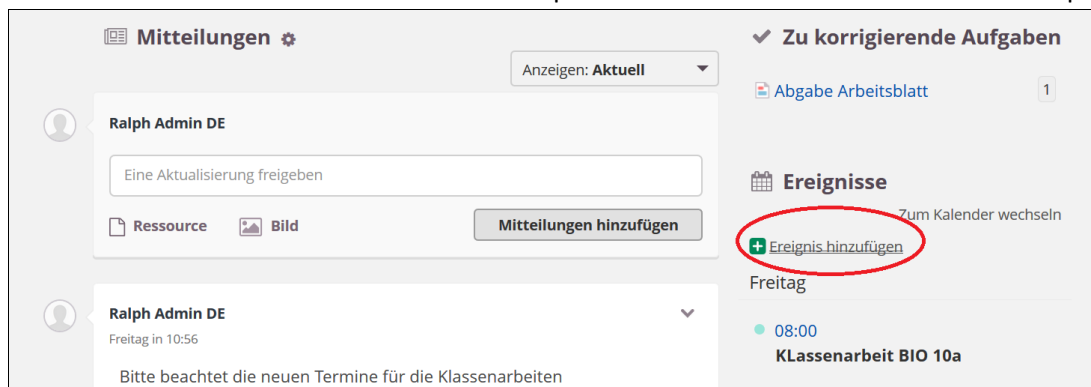 Mitteilungen
Anzeigen: Aktuell
Ralph Admin DE
Eine Aktualisierung freigeben
Ressource
Bild
Mitteilungen hinzufügen
Ralph Admin DE
Freitag in 10:56
Bitte beachtet die neuen Termine für die Klassenarbeiten
Zu korrigierende Aufgaben
Abgabe Arbeitsblatt 1
Ereignisse
Zum Kalender wechseln
Ereignis hinzufügen
Freitag
08:00
KLassenarbeit BIO 10a